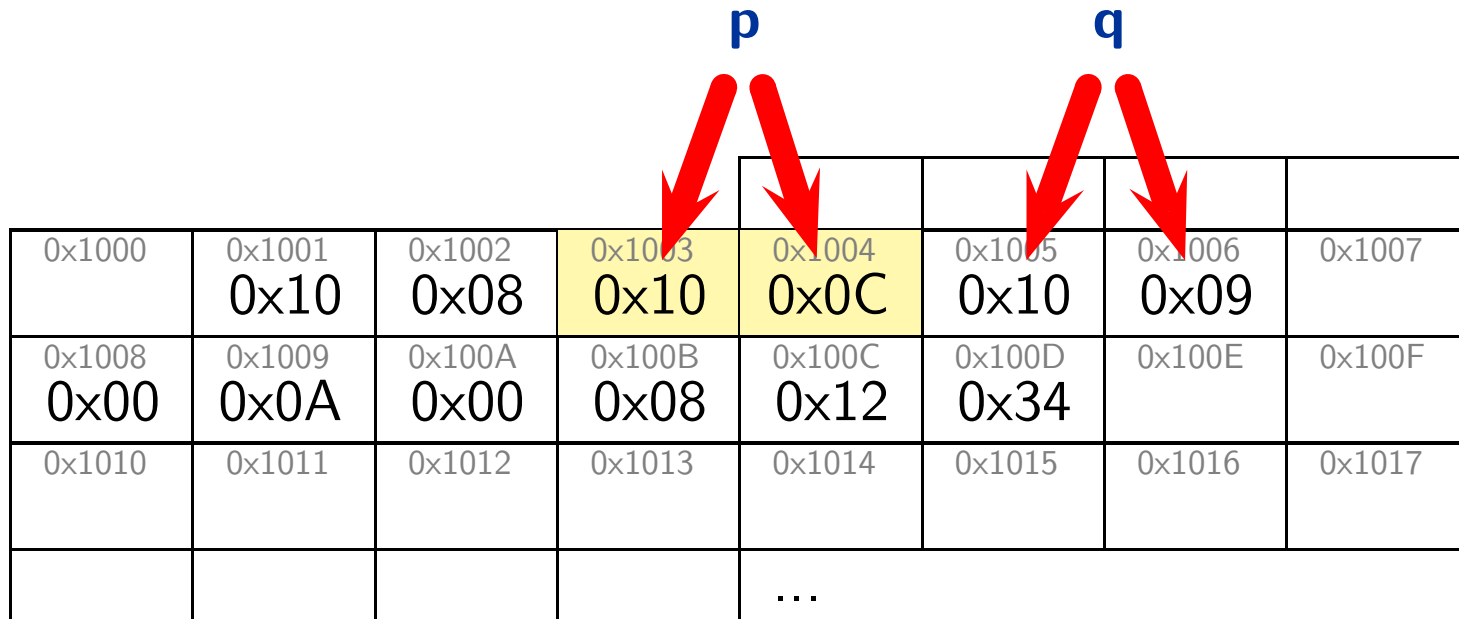 p q
0x1000 0x1001 0x1002 0x1003 0x1004 0x1005 0x1006 0x1007
0x10 0x08 0x10 0x0C 0x10 0x09
0x1008 0x1009 0x100A 0x100B 0x100C 0x100D 0x100E 0x100F
0x00 0x0A 0x00 0x08 0x12 0x34
0x1010 0x1011 0x1012 0x1013 0x1014 0x1015 0x1016 0x1017
...